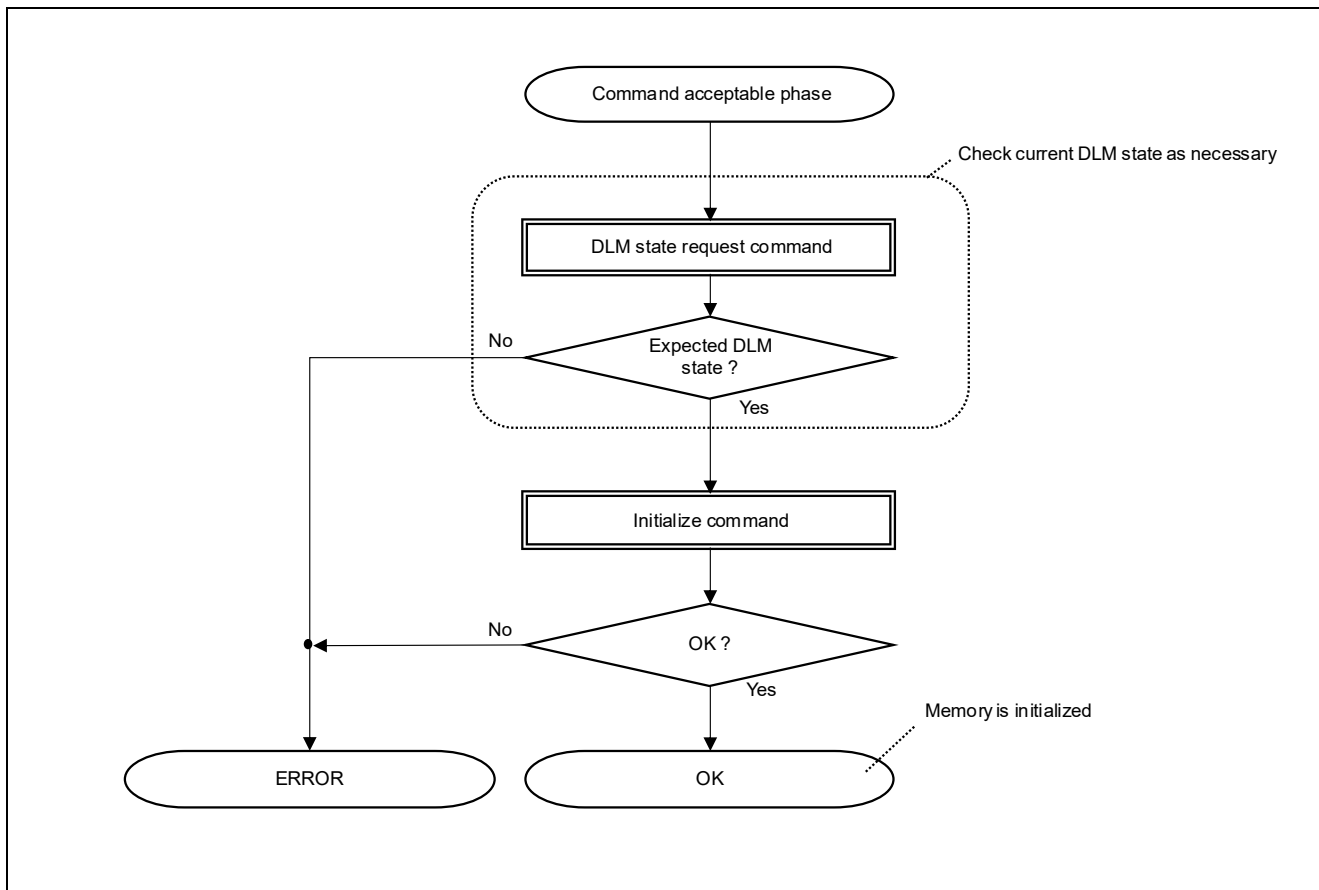 Command acceptable phase
Check current DLM state as necessary
DLM state request command
No
Expected DLM
state ?
Yes
Initialize command
No
OK ?
Yes
Memory is initialized
ERROR
OK